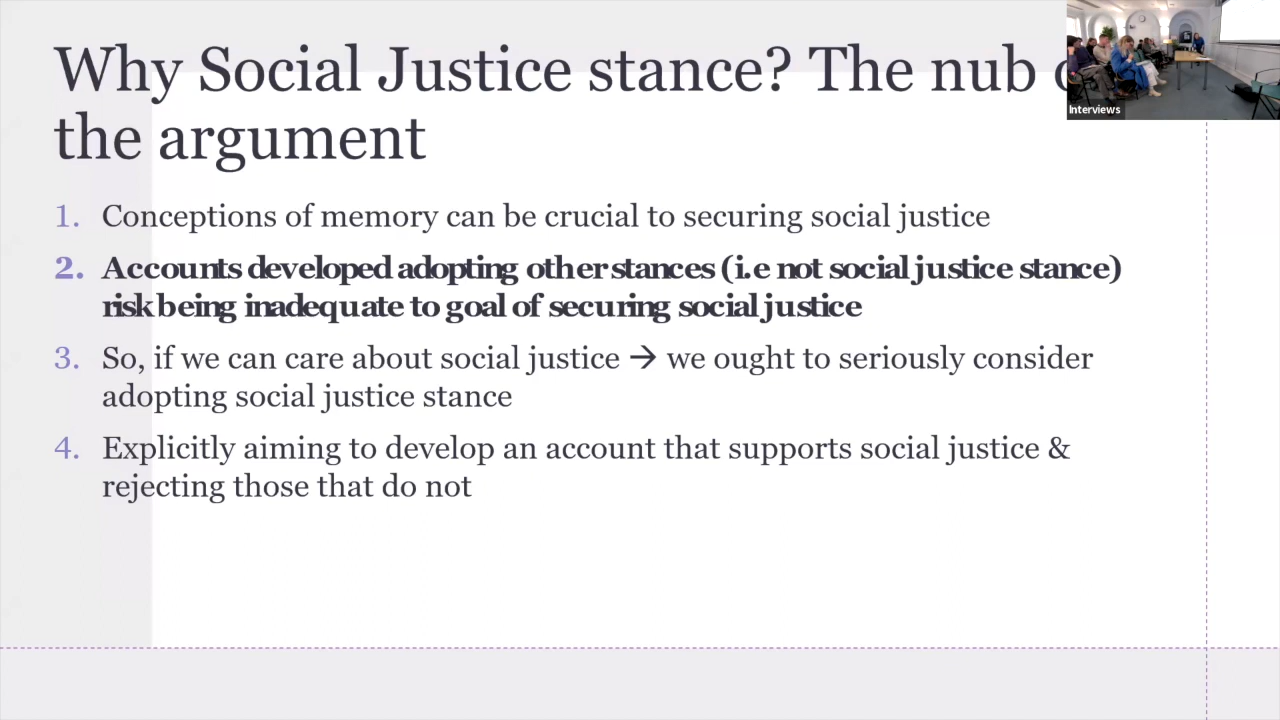 Why Social Justice stance? The nub
the argument
Interviews
1. Conceptions of memory can be crucial to securing social justice
2. Accounts developed adopting other stances (i.e not social justice stance)
risk being inadequate to goal of securing social justice
3. So, if we can care about social justice → we ought to seriously consider
adopting social justice stance
4. Explicitly aiming to develop an account that supports social justice &
rejecting those that do not